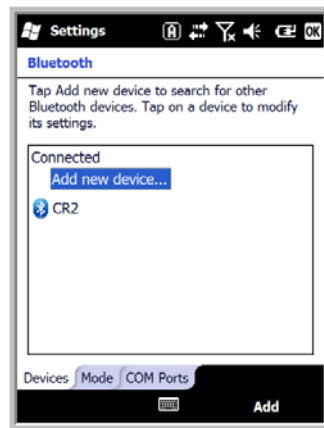 Settings
A
OK
Bluetooth
Tap Add new device to search for other
Bluetooth devices. Tap on a device to modify
its settings.
Connected
Add new device...
CR2
Devices Mode COM Ports
Add